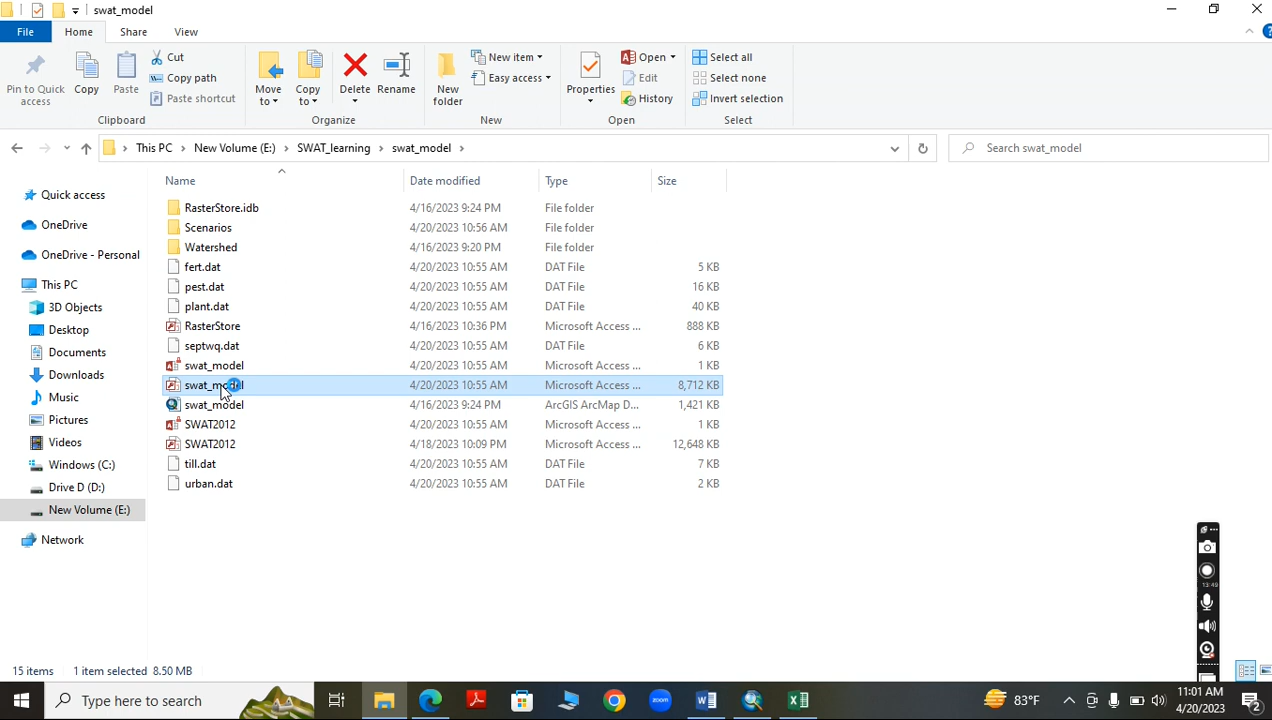 swat_model
File Home Share View
Pin to Quick access
Copy
Paste
Cut
Copy path
Paste shortcut
Clipboard
Move to
Copy to
Delete
Rename
Organize
New folder
New item
Easy access
New
Properties
Open
Edit
History
Open
Select all
Select none
Invert selection
Select
This PC New Volume (E:) SWAT_learning swat_model
Search swat_model
Quick access
OneDrive
OneDrive - Personal
This PC
3D Objects
Desktop
Documents
Downloads
Music
Pictures
Videos
Windows (C:)
Drive D (D:)
New Volume (E:)
Network
Name Date modified Type Size
RasterStore.idb 4/16/2023 9:24 PM File folder
Scenarios 4/20/2023 10:56 AM File folder
Watershed 4/16/2023 9:20 PM File folder
fert.dat 4/20/2023 10:55 AM DAT File 5 KB
pest.dat 4/20/2023 10:55 AM DAT File 16 KB
plant.dat 4/20/2023 10:55 AM DAT File 40 KB
RasterStore 4/16/2023 10:36 PM Microsoft Access ... 888 KB
septwq.dat 4/20/2023 10:55 AM DAT File 6 KB
swat_model 4/20/2023 10:55 AM Microsoft Access ... 1 KB
swat_model 4/20/2023 10:55 AM Microsoft Access ... 8,712 KB
swat_model 4/16/2023 9:24 PM ArcGIS ArcMap D... 1,421 KB
SWAT2012 4/20/2023 10:55 AM Microsoft Access ... 1 KB
SWAT2012 4/18/2023 10:09 PM Microsoft Access ... 12,648 KB
till.dat 4/20/2023 10:55 AM DAT File 7 KB
urban.dat 4/20/2023 10:55 AM DAT File 2 KB
13:49
15 items 1 item selected 8.50 MB
Type here to search
zoom
83°F
11:01 AM
4/20/2023
2